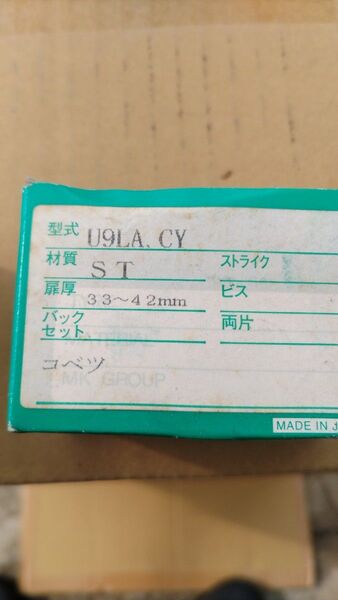 型式 U9LA.CY
材質 ST ストライク
扉厚 33〜42mm ビス
バックセット 両片
コベツ
MK GROUP
MADE IN J